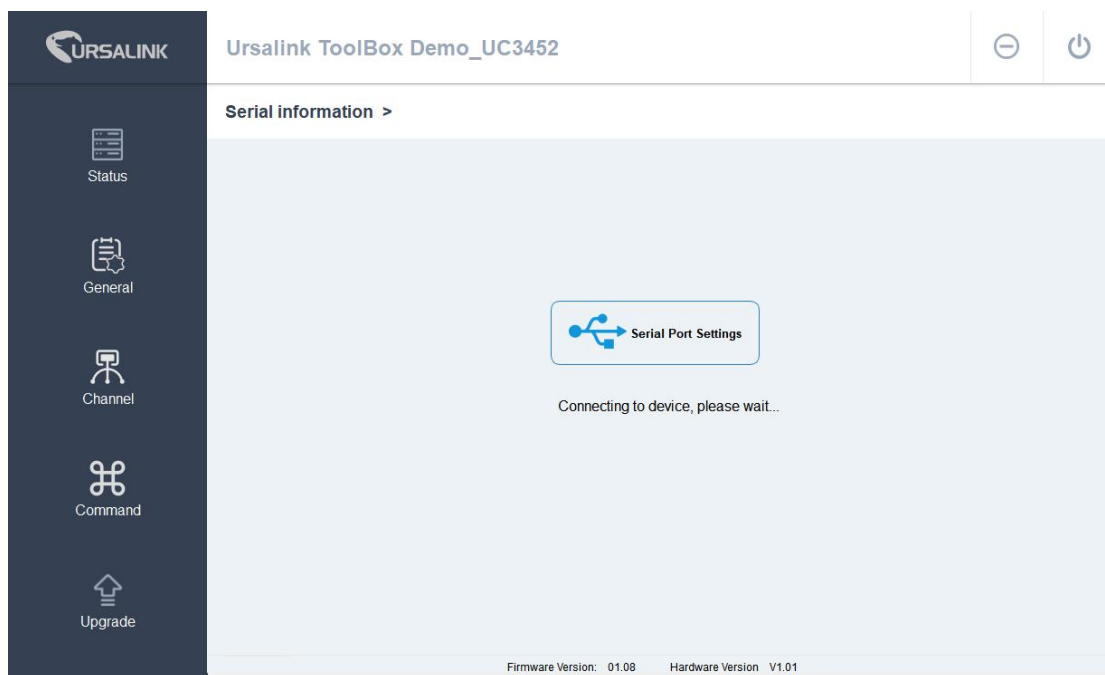 URSALINK
Ursalink ToolBox Demo_UC3452
Serial information >
Status
General
Channel
Command
Upgrade
Serial Port Settings
Connecting to device, please wait...
Firmware Version: 01.08 Hardware Version V1.01